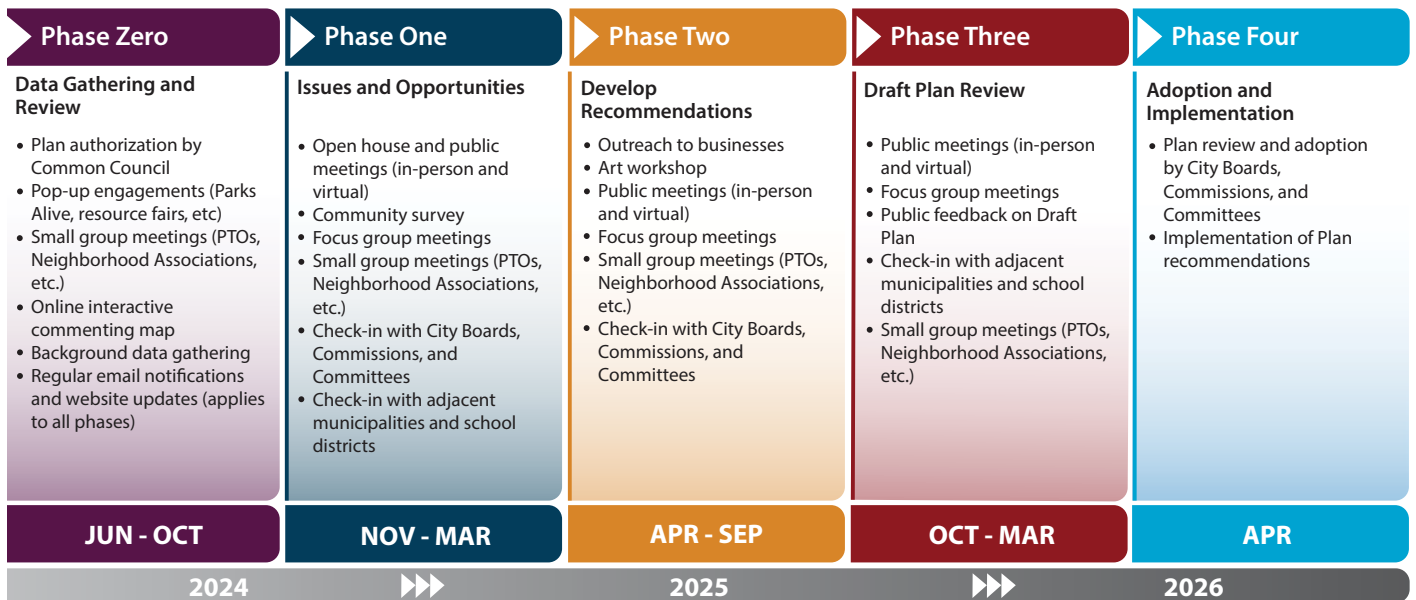 Phase Zero
Data Gathering and
Review
• Plan authorization by
Common Council
• Pop-up engagements (Parks
Alive, resource fairs, etc)
• Small group meetings (PTOs,
Neighborhood Associations,
etc.)
• Online interactive
commenting map
• Background data gathering
• Regular email notifications
and website updates (applies
to all phases)
JUN - OCT
Phase One
Issues and Opportunities
• Open house and public
meetings (in-person and
virtual)
• Community survey
• Focus group meetings
• Small group meetings (PTOs,
Neighborhood Associations,
etc.)
• Check-in with City Boards,
Commissions, and
Committees
• Check-in with adjacent
municipalities and school
districts
NOV - MAR
Phase Two
Develop
Recommendations
• Outreach to businesses
• Art workshop
• Public meetings (in-person
and virtual)
• Focus group meetings
• Small group meetings (PTOs,
Neighborhood Associations,
etc.)
• Check-in with City Boards,
Commissions, and
Committees
APR - SEP
Phase Three
Draft Plan Review
• Public meetings (in-person
and virtual)
• Focus group meetings
• Public feedback on Draft
Plan
• Check-in with adjacent
municipalities and school
districts
• Small group meetings (PTOs,
Neighborhood Associations,
etc.)
OCT - MAR
Phase Four
Adoption and
Implementation
• Plan review and adoption
by City Boards,
Commissions, and
Committees
• Implementation of Plan
recommendations
APR
2024
2025
2026